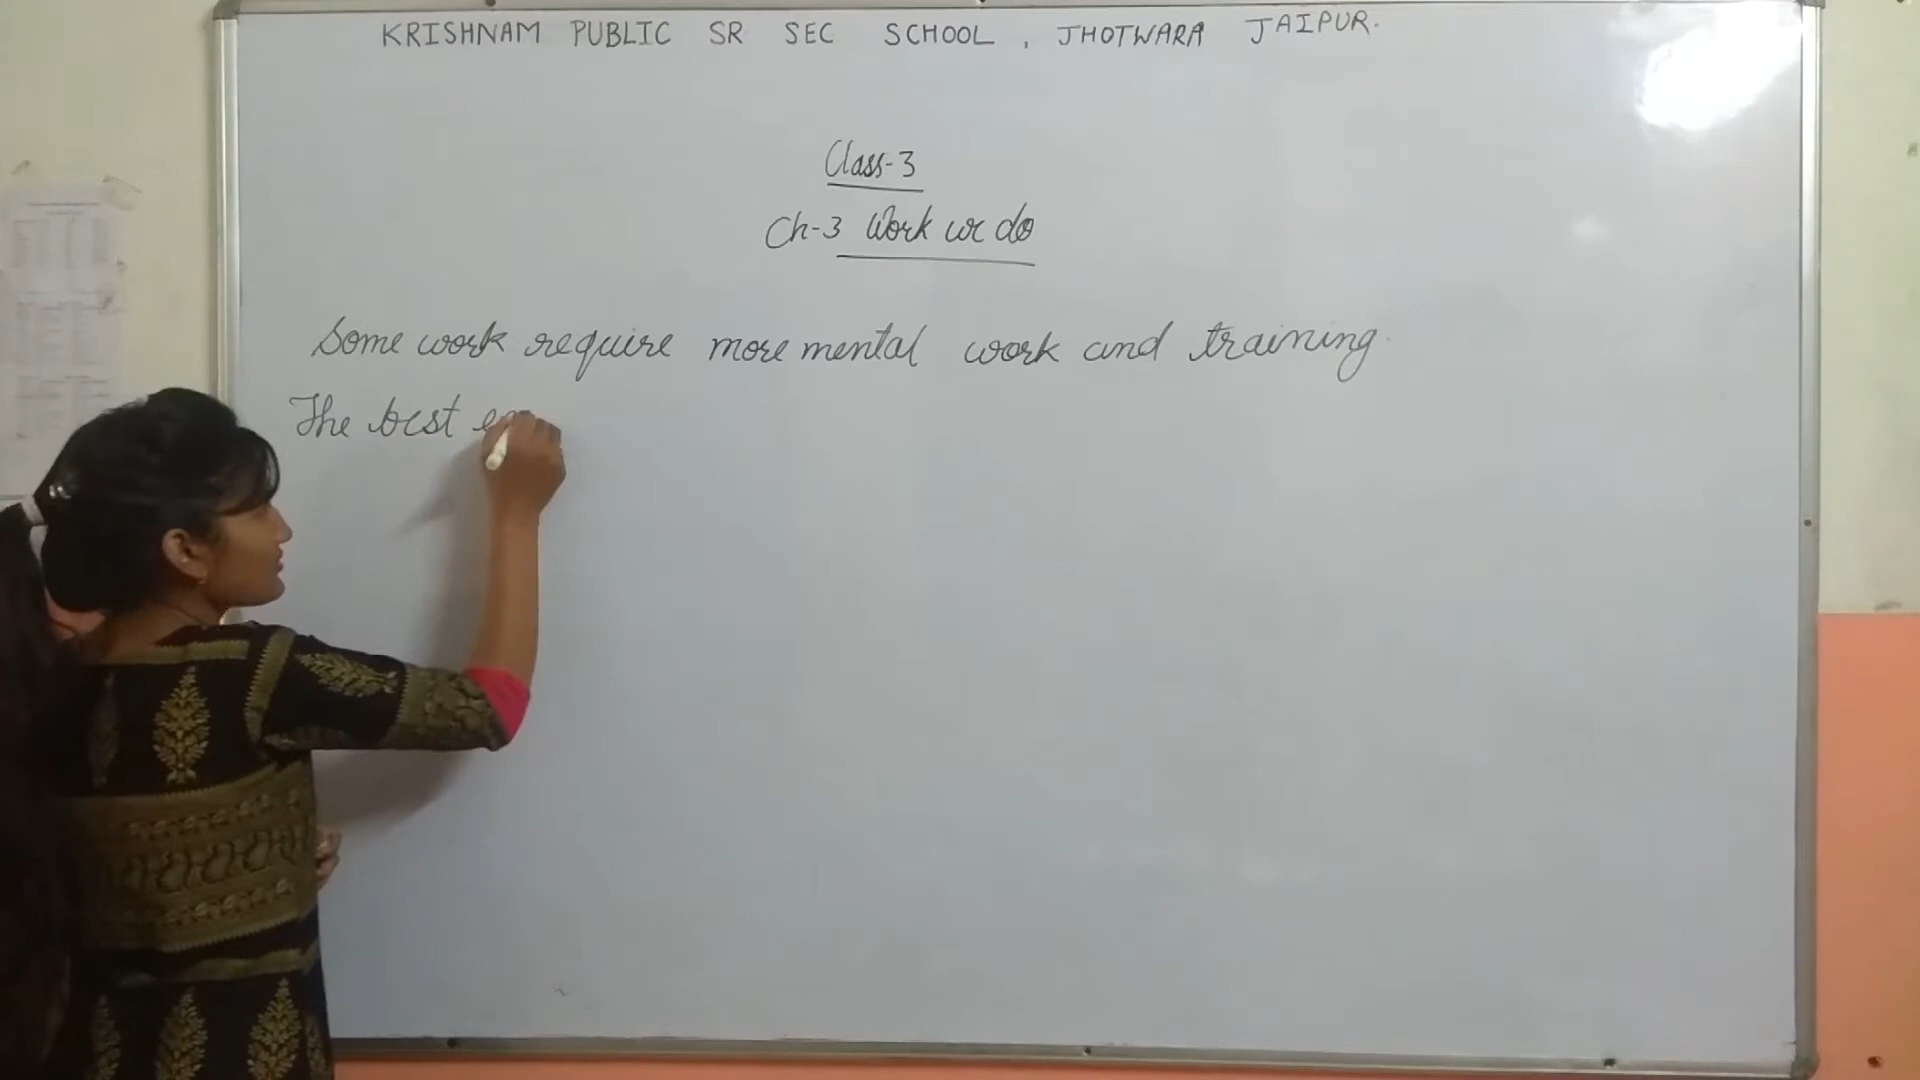 KRISHNAM PUBLIC SR SEC SCHOOL , JHOTWARA JAIPUR.
Class-3
Ch-3 Work we do
Some work require more mental work and training.
The best